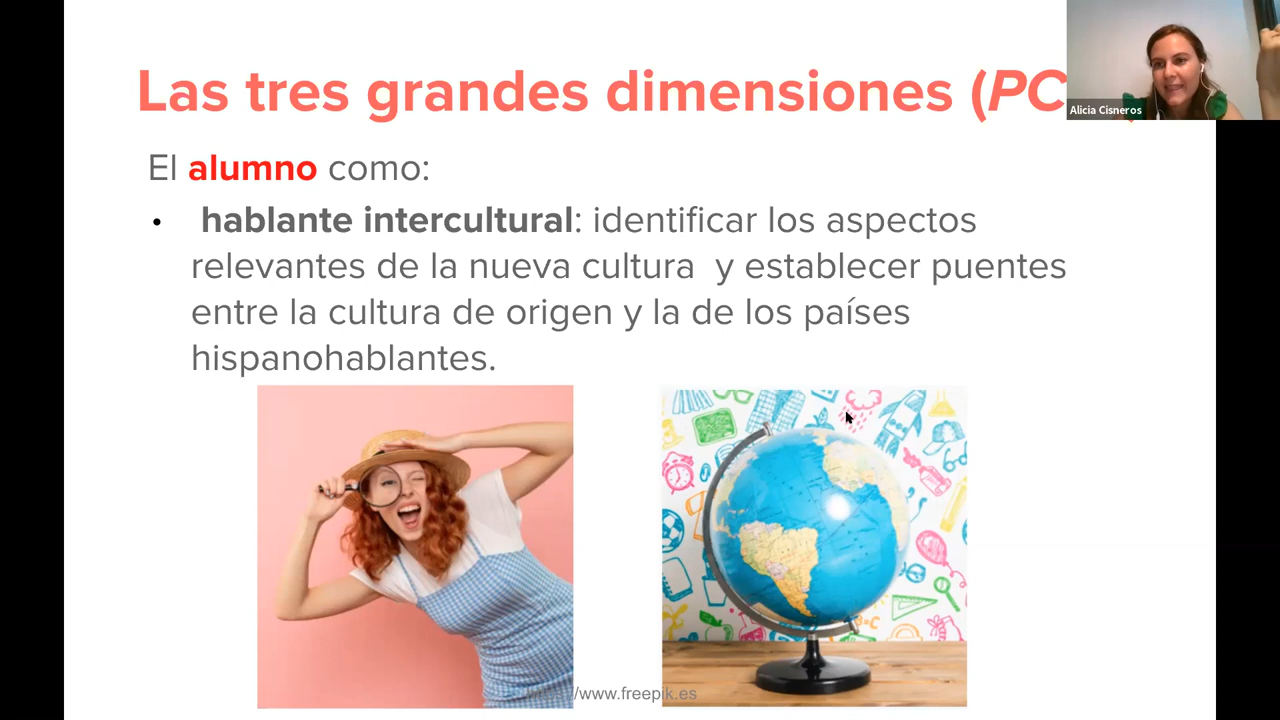 Las tres grandes dimensiones (PC
Alicia Cisneros
El alumno como:
• hablante intercultural: identificar los aspectos
relevantes de la nueva cultura y establecer puentes
entre la cultura de origen y la de los países
hispanohablantes.
/www.freepik.es